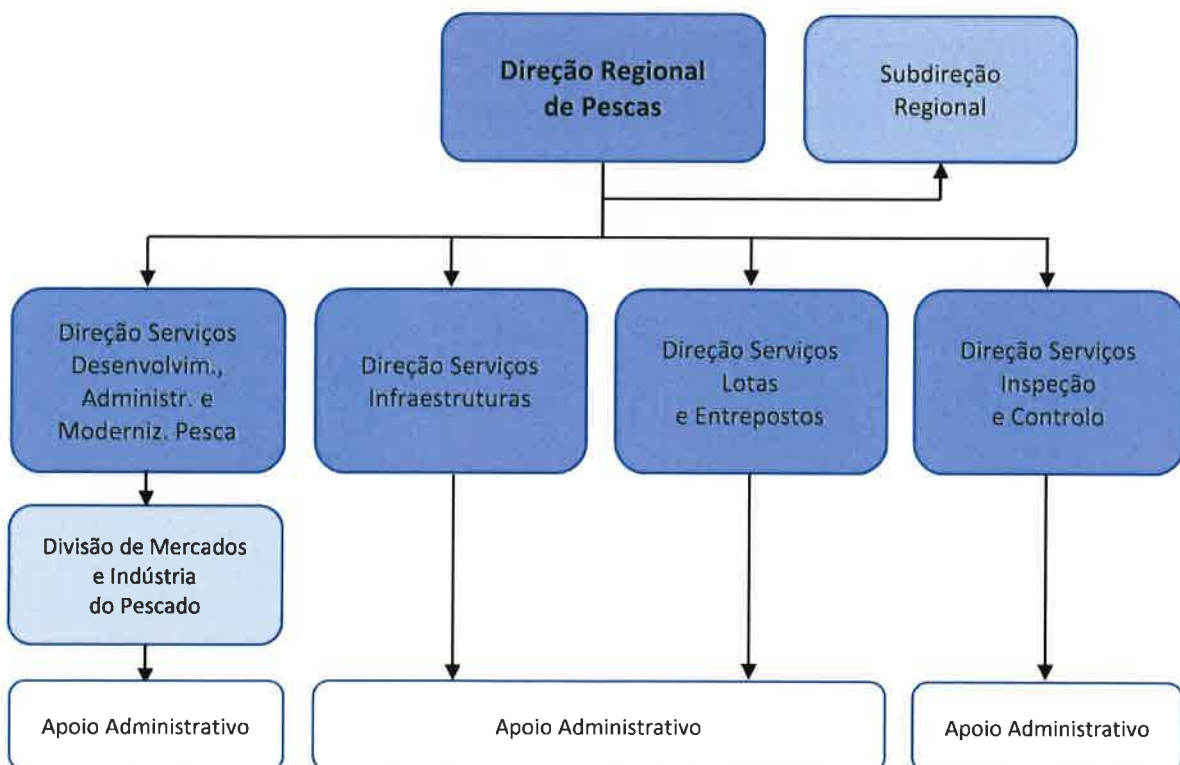 Direção Regional
de Pescas
Subdireção
Regional
Direção Serviços
Desenvolvim.,
Administr. e
Moderniz. Pesca
Direção Serviços
Infraestruturas
Direção Serviços
Lotas
e Entrepostos
Direção Serviços
Inspeção
e Controlo
Divisão de Mercados
e Indústria
do Pescado
Apoio Administrativo
Apoio Administrativo
Apoio Administrativo